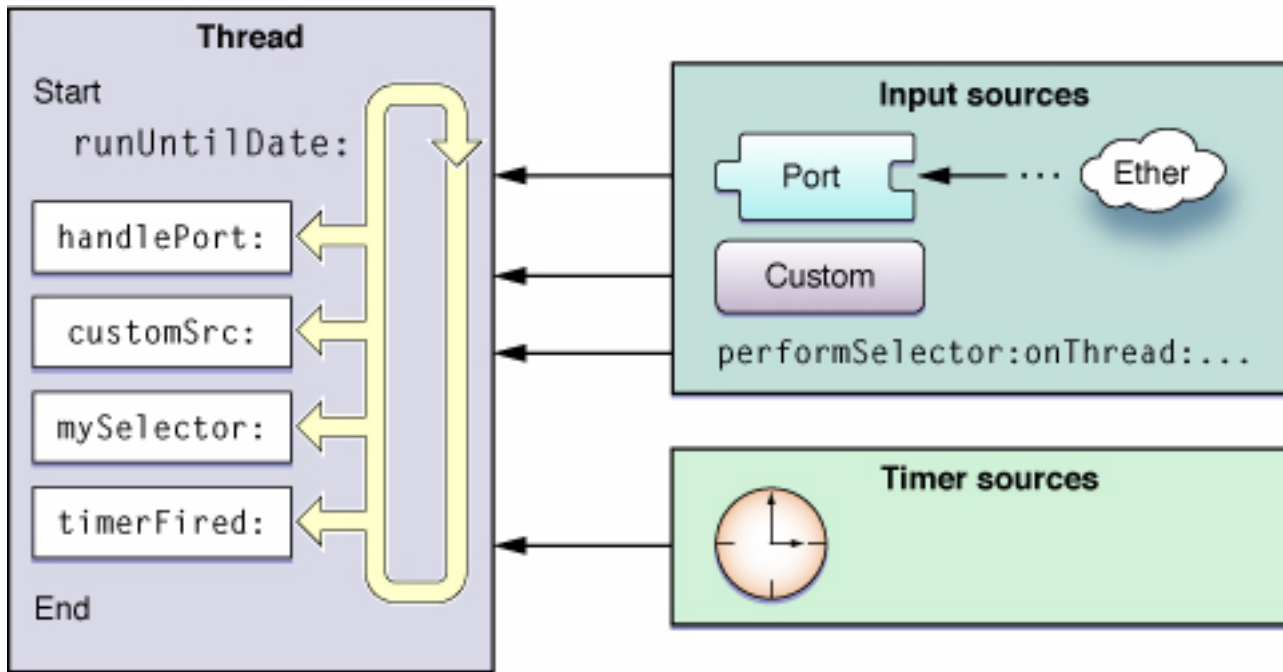 Thread
Start
runUntilDate:
handlePort:
customSrc:
mySelector:
timerFired:
End
Input sources
Port
...
Ether
Custom
performSelector:onThread:...
Timer sources